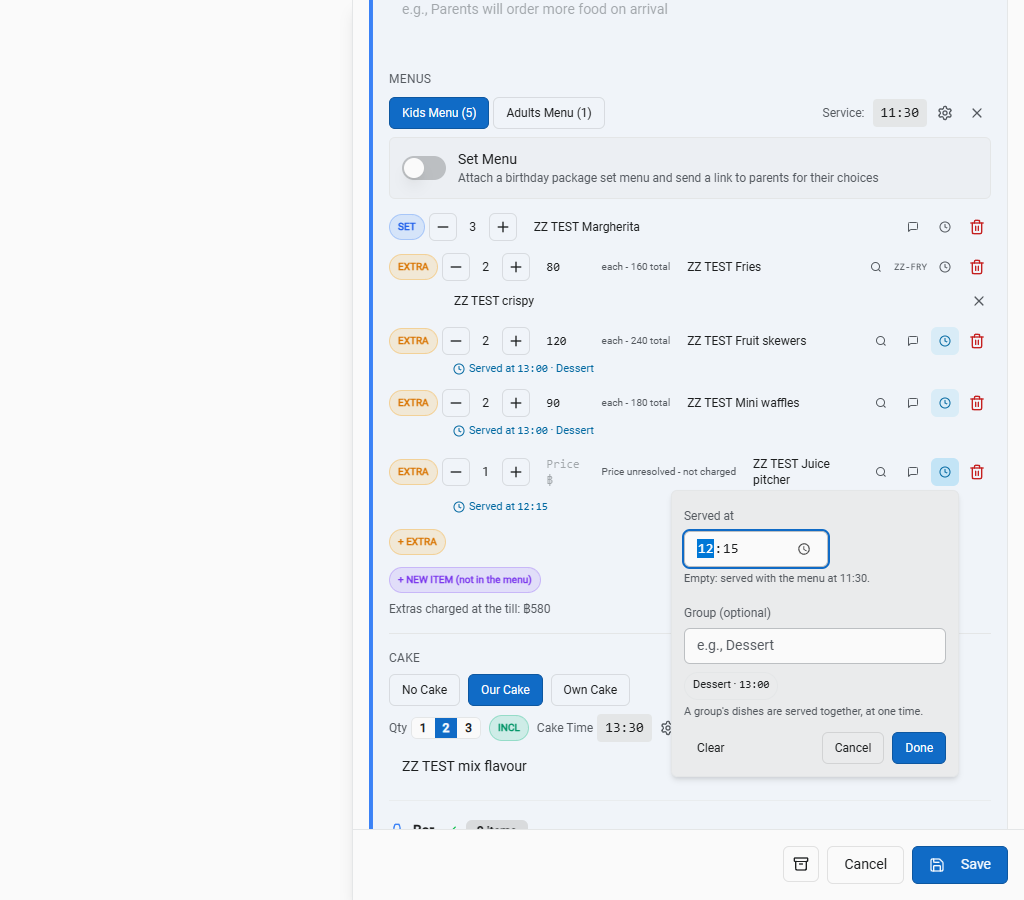 e.g., Parents will order more food on arrival
MENUS
Kids Menu (5)
Adults Menu (1)
Service: 11:30
Set Menu
Attach a birthday package set menu and send a link to parents for their choices
SET 3 ZZ TEST Margherita
EXTRA 2 80 each - 160 total ZZ TEST Fries ZZ-FRY
ZZ TEST crispy
EXTRA 2 120 each - 240 total ZZ TEST Fruit skewers
Served at 13:00 · Dessert
EXTRA 2 90 each - 180 total ZZ TEST Mini waffles
Served at 13:00 · Dessert
EXTRA 1 Price ฿ Price unresolved - not charged ZZ TEST Juice pitcher
Served at 12:15
Served at
12:15
Empty: served with the menu at 11:30.
Group (optional)
e.g., Dessert
Dessert · 13:00
A group's dishes are served together, at one time.
Clear
Cancel
Done
+ EXTRA
+ NEW ITEM (not in the menu)
Extras charged at the till: ฿580
CAKE
No Cake
Our Cake
Own Cake
Qty 1 2 3 INCL Cake Time 13:30
ZZ TEST mix flavour
Cancel
Save